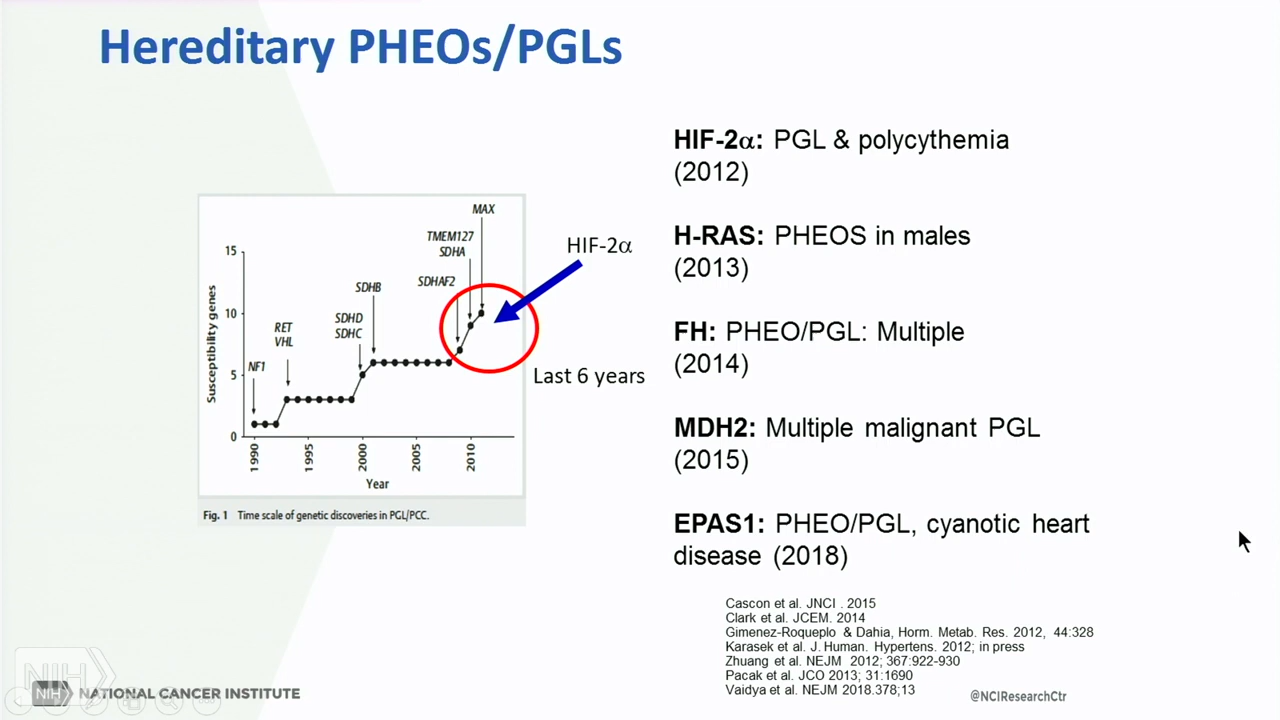 Hereditary PHEOs/PGLs
HIF-2α: PGL & polycythemia
(2012)
H-RAS: PHEOS in males
(2013)
FH: PHEO/PGL: Multiple
(2014)
MDH2: Multiple malignant PGL
(2015)
EPAS1: PHEO/PGL, cyanotic heart
disease (2018)
MAX
TMEM127
SDHA
HIF-2α
SDHAF2
SDHB
SDHD
SDHC
RET
VHL
NF1
Last 6 years
Susceptibility genes
15
10
5
0
1990
1995
2000
2005
2010
Year
Fig. 1 Time scale of genetic discoveries in PGL/PCC.
Cascon et al. JNCI . 2015
Clark et al. JCEM. 2014
Gimenez-Roqueplo & Dahia, Horm. Metab. Res. 2012, 44:328
Karasek et al. J. Human. Hypertens. 2012; in press
Zhuang et al. NEJM 2012; 367:922-930
Pacak et al. JCO 2013; 31:1690
Vaidya et al. NEJM 2018.378;13
NIH
NIH NATIONAL CANCER INSTITUTE
@NCIResearchCtr